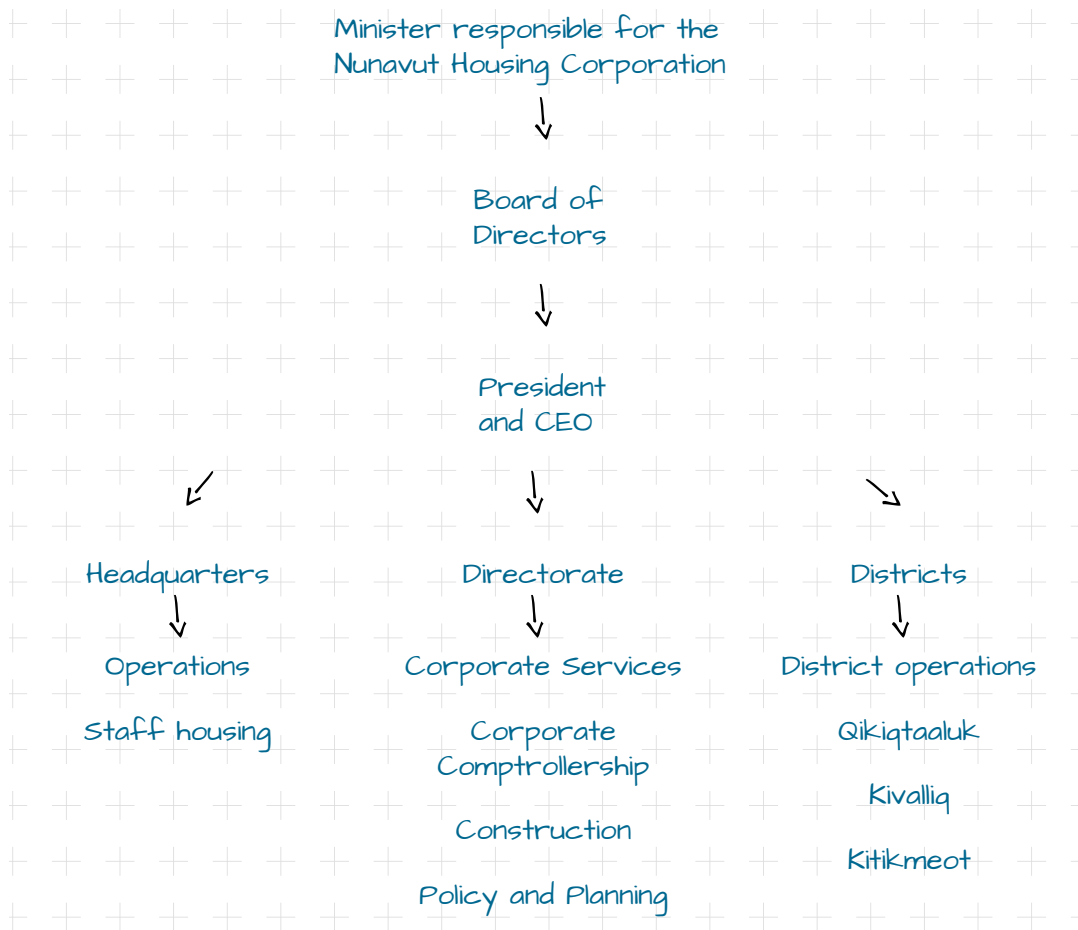 Minister responsible for the
Nunavut Housing Corporation
Board of
Directors
President
and CEO
Headquarters
Directorate
Districts
Operations
Corporate Services
District operations
Staff housing
Corporate
Comptrollership
Qikiqtaaluk
Kivalliq
Construction
Kitikmeot
Policy and Planning